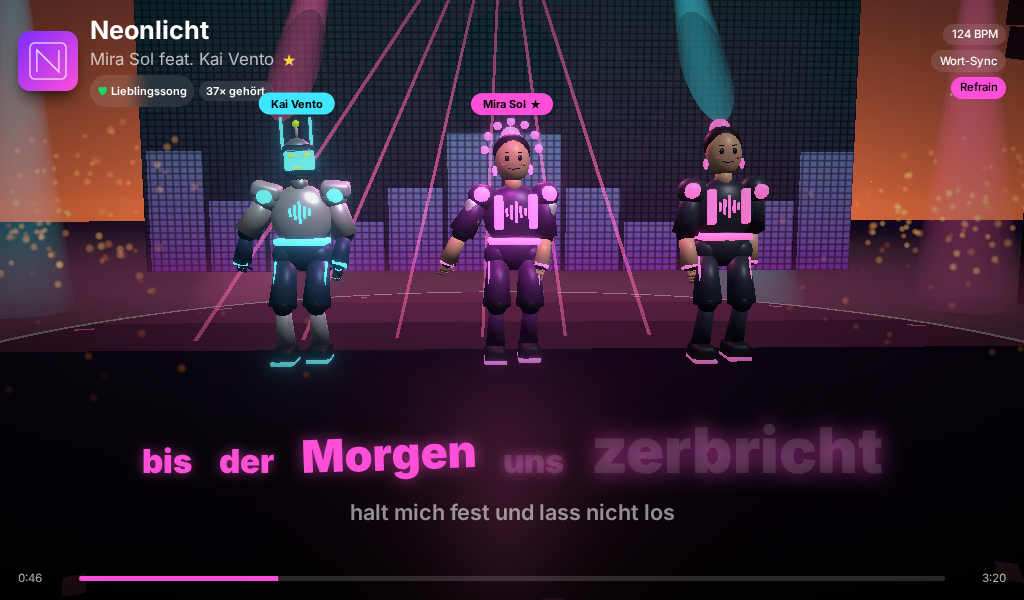 N
Neonlicht
Mira Sol feat. Kai Vento ★
Lieblingssong
37× gehört
124 BPM
Wort-Sync
Refrain
Kai Vento
Mira Sol ★
bis der Morgen uns zerbricht
halt mich fest und lass nicht los
0:46
3:20